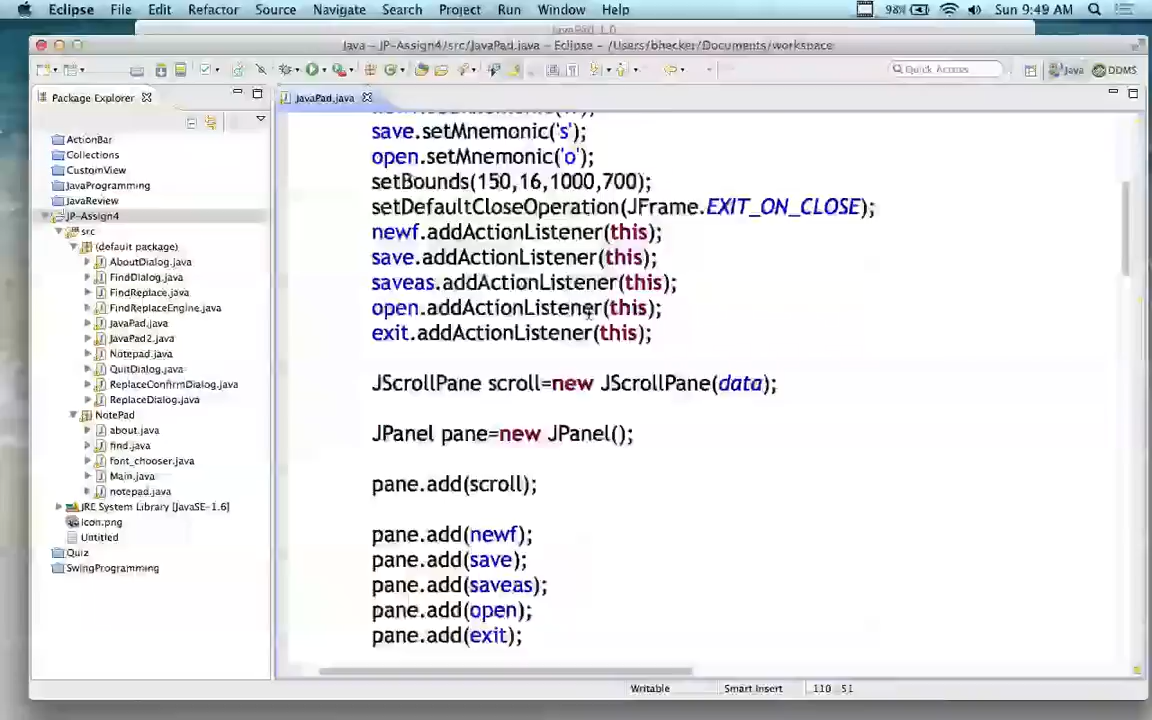 Eclipse File Edit Refactor Source Navigate Search Project Run Window Help 98% Sun 9:49 AM
JavaPad 1.0
Java - JP-Assign4/src/JavaPad.java - Eclipse - /Users/bhecker/Documents/workspace
Quick Access Java DDMS
Package Explorer
JavaPad.java
ActionBar
Collections
CustomView
JavaProgramming
JavaReview
JP-Assign4
src
(default package)
AboutDialog.java
FindDialog.java
FindReplace.java
FindReplaceEngine.java
JavaPad.java
JavaPad2.java
Notepad.java
QuitDialog.java
ReplaceConfirmDialog.java
ReplaceDialog.java
NotePad
about.java
find.java
font_chooser.java
Main.java
notepad.java
JRE System Library [JavaSE-1.6]
icon.png
Untitled
Quiz
SwingProgramming
save.setMnemonic('s');
open.setMnemonic('o');
setBounds(150,16,1000,700);
setDefaultCloseOperation(JFrame.EXIT_ON_CLOSE);
newf.addActionListener(this);
save.addActionListener(this);
saveas.addActionListener(this);
open.addActionListener(this);
exit.addActionListener(this);
JScrollPane scroll=new JScrollPane(data);
JPanel pane=new JPanel();
pane.add(scroll);
pane.add(newf);
pane.add(save);
pane.add(saveas);
pane.add(open);
pane.add(exit);
Writable Smart Insert 110 : 51